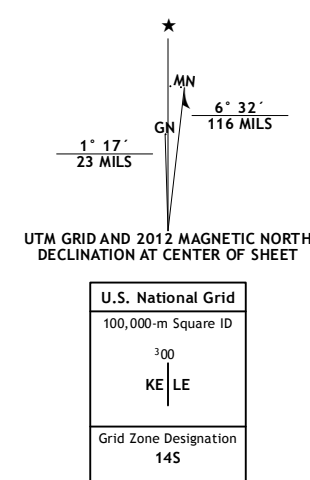 MN
GN
6° 32´
116 MILS
1° 17´
23 MILS
UTM GRID AND 2012 MAGNETIC NORTH
DECLINATION AT CENTER OF SHEET
U.S. National Grid
100,000-m Square ID
³00
KE LE
Grid Zone Designation
14S